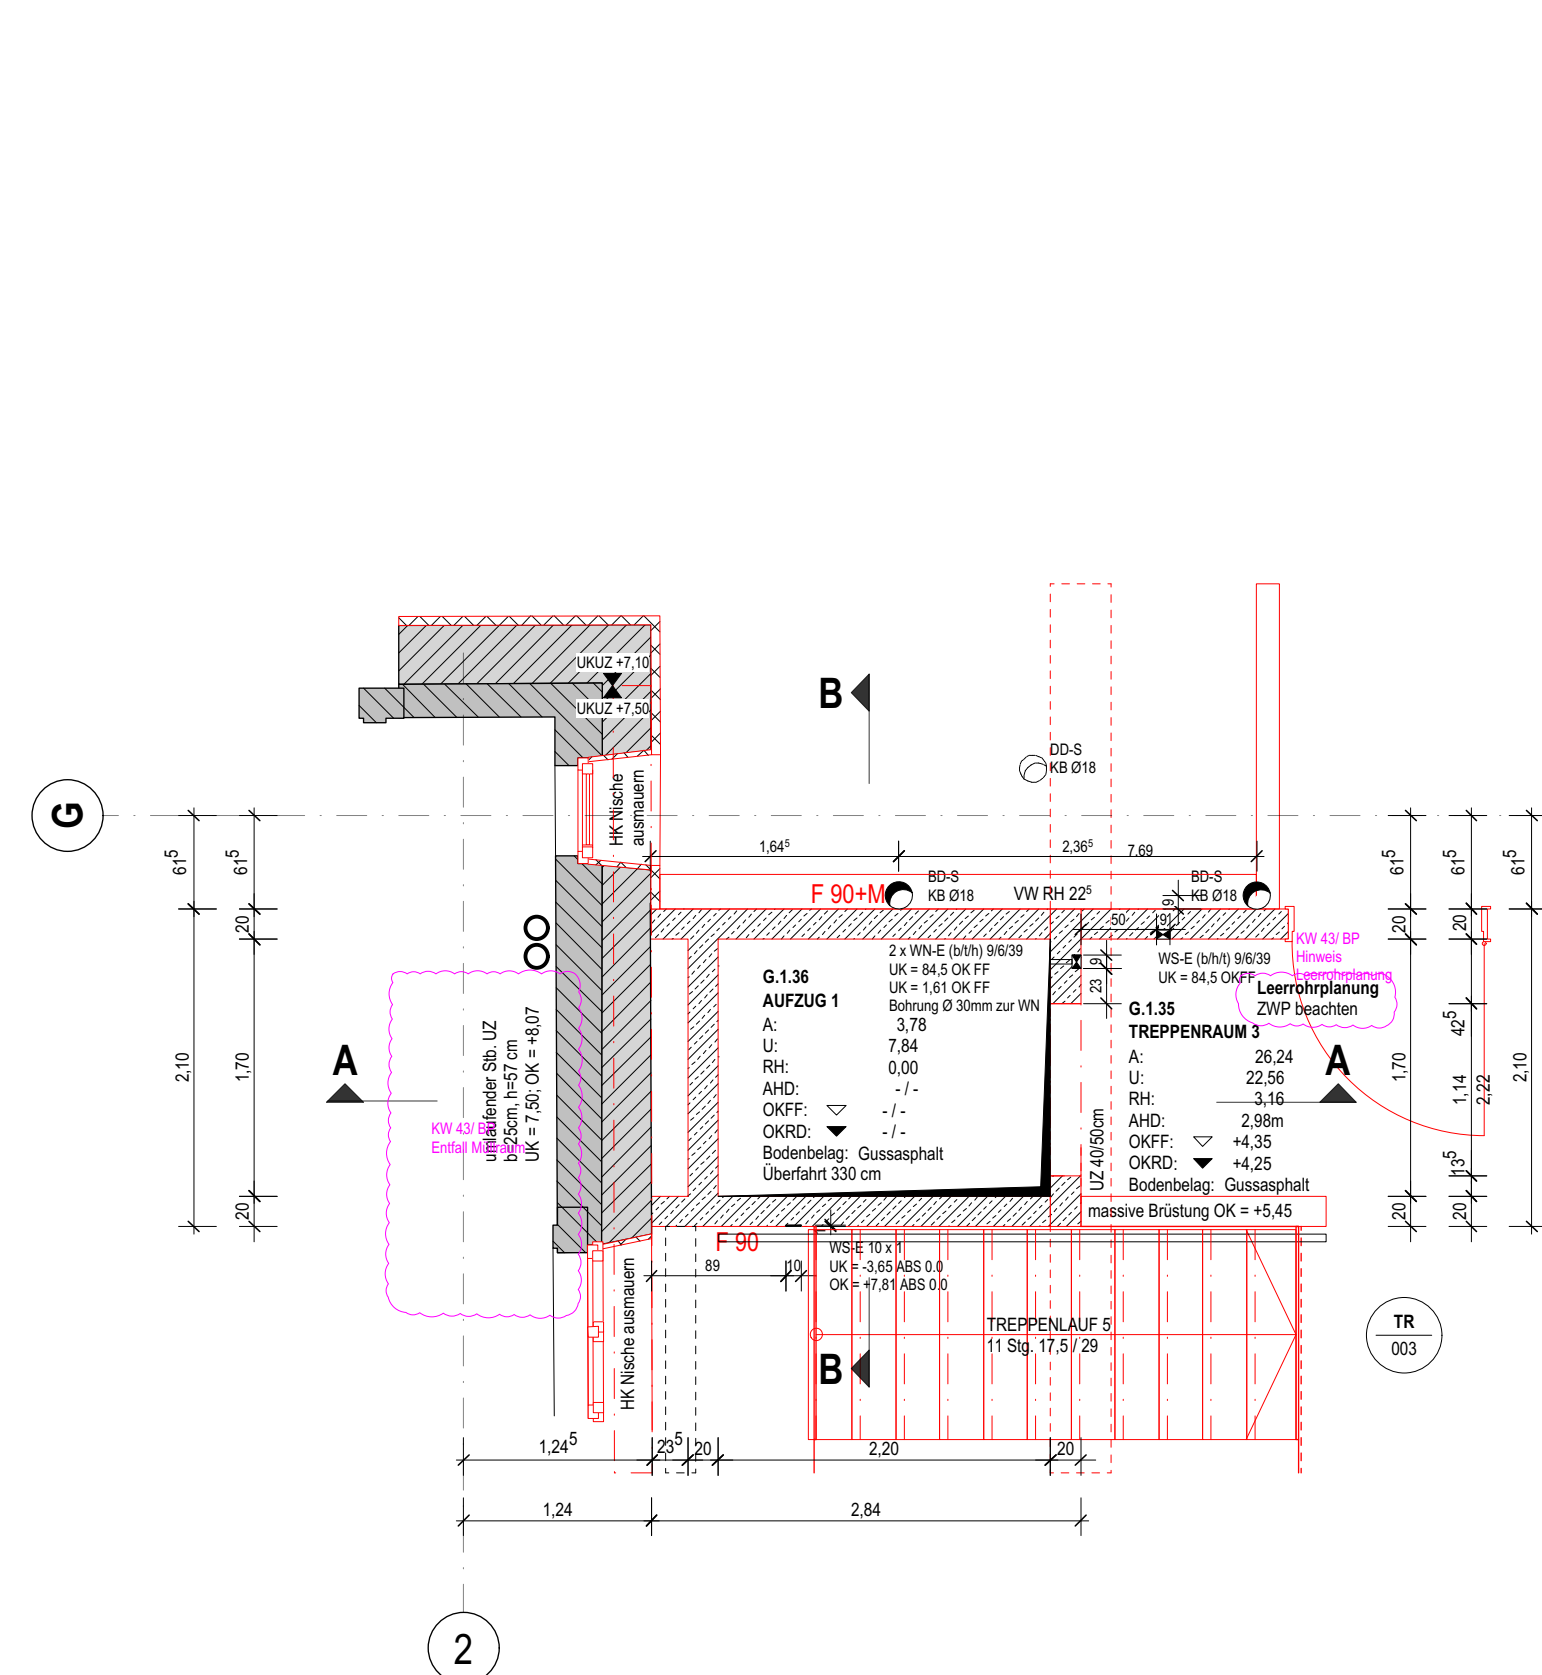 UKUZ +7,10
UKUZ +7,50
B
DD-S
KB Ø18
G
HK Nische
ausmauern
61⁵
61⁵
1,64⁵
2,36⁵
7,69
61⁵
61⁵
61⁵
F 90+M
BD-S
KB Ø18
VW RH 22⁵
BD-S
KB Ø18
9
20
50
9
20
20
KW 43/ BP
Hinweis
Leerrohrplanung
2 x WN-E (b/t/h) 9/6/39
UK = 84,5 OK FF
UK = 1,61 OK FF
Bohrung Ø 30mm zur WN
9
23
WS-E (b/h/t) 9/6/39
UK = 84,5 OKFF
Leerrohrplanung
ZWP beachten
G.1.36
AUFZUG 1
A: 3,78
U: 7,84
RH: 0,00
AHD: - / -
OKFF: - / -
OKRD: - / -
Bodenbelag: Gussasphalt
Überfahrt 330 cm
G.1.35
TREPPENRAUM 3
A: 26,24
U: 22,56
RH: 3,16
AHD: 2,98m
OKFF: +4,35
OKRD: +4,25
Bodenbelag: Gussasphalt
massive Brüstung OK = +5,45
UZ 40/50cm
A
A
2,10
1,70
20
umlaufender Stb. UZ
b=25cm, h=57 cm
UK = 7,50; OK = +8,07
KW 43/ BP
Entfall Müllraum
42⁵
1,70
1,14
2,22
2,10
13⁵
20
20
F 90
WS-E 10 x 1
UK = -3,65 ABS 0.0
OK = +7,81 ABS 0.0
89
10
HK Nische ausmauern
TREPPENLAUF 5
11 Stg. 17,5 / 29
B
TR
003
1,24⁵
23⁵
20
2,20
20
1,24
2,84
2